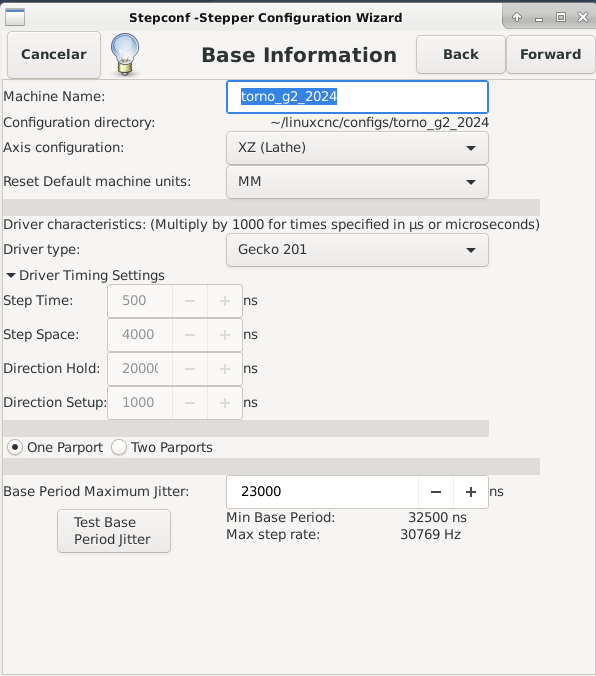 Stepconf -Stepper Configuration Wizard
Cancelar
Base Information
Back
Forward
Machine Name: torno_g2_2024
Configuration directory: ~/linuxcnc/configs/torno_g2_2024
Axis configuration: XZ (Lathe)
Reset Default machine units: MM
Driver characteristics: (Multiply by 1000 for times specified in µs or microseconds)
Driver type: Gecko 201
Driver Timing Settings
Step Time: 500 − + ns
Step Space: 4000 − + ns
Direction Hold: 20000 − + ns
Direction Setup: 1000 − + ns
One Parport Two Parports
Base Period Maximum Jitter: 23000 − + ns
Test Base
Period Jitter
Min Base Period: 32500 ns
Max step rate: 30769 Hz